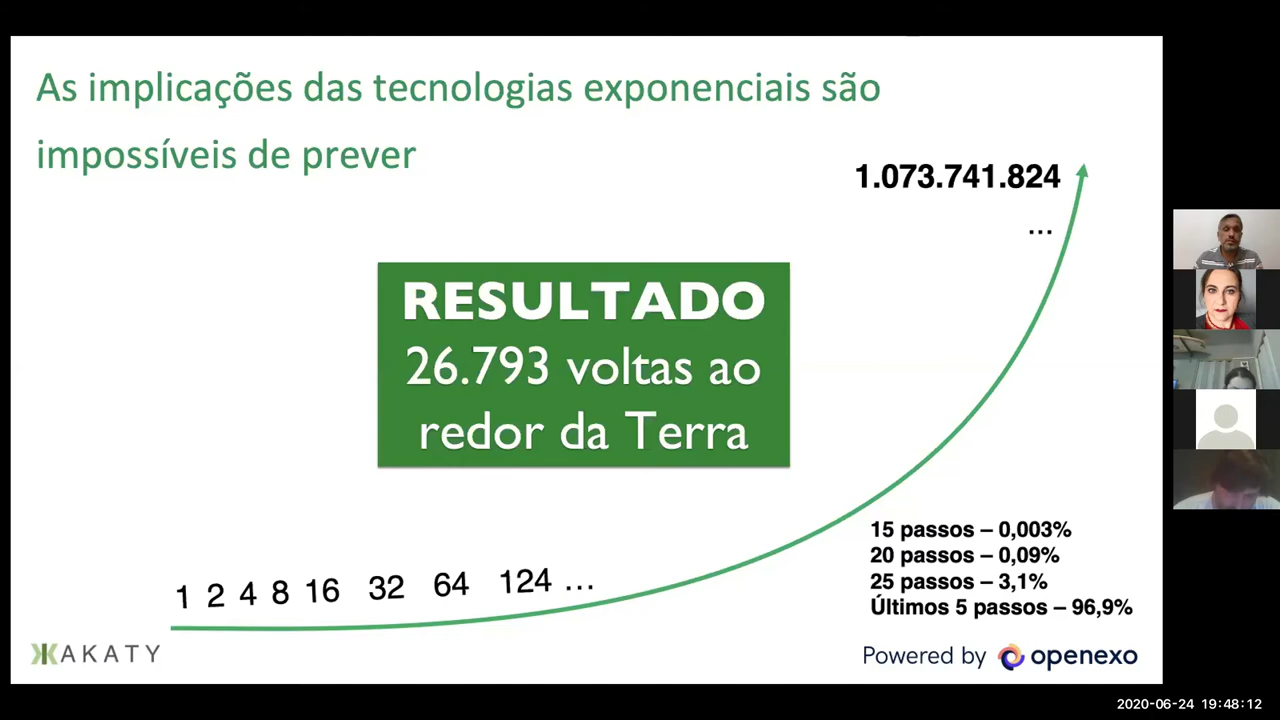 As implicações das tecnologias exponenciais são
impossíveis de prever
1.073.741.824
...
RESULTADO
26.793 voltas ao
redor da Terra
15 passos – 0,003%
20 passos – 0,09%
25 passos – 3,1%
Últimos 5 passos – 96,9%
1 2 4 8 16 32 64 124 ...
AKATY
Powered by openexo
2020-06-24 19:48:12